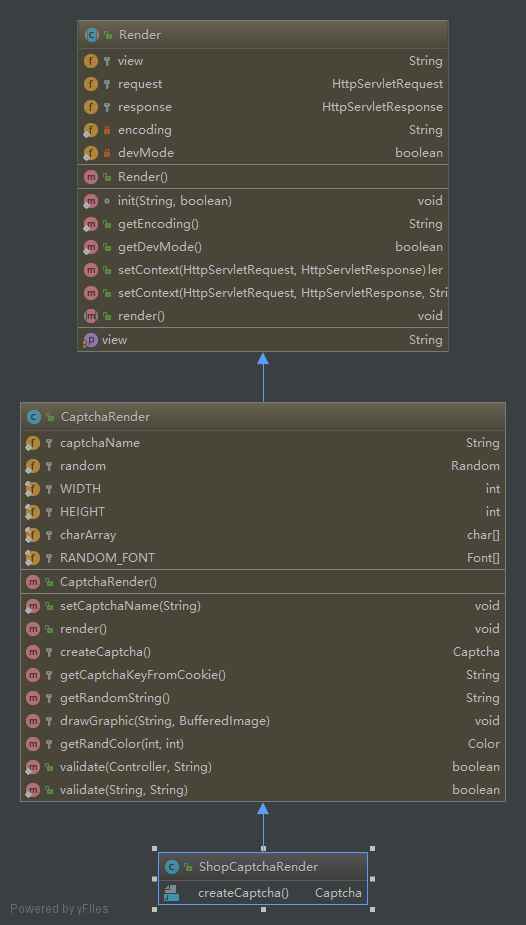 Render
view String
request HttpServletRequest
response HttpServletResponse
encoding String
devMode boolean
Render()
init(String, boolean) void
getEncoding() String
getDevMode() boolean
setContext(HttpServletRequest, HttpServletResponse) ler
setContext(HttpServletRequest, HttpServletResponse, Stri
render() void
view String
CaptchaRender
captchaName String
random Random
WIDTH int
HEIGHT int
charArray char[]
RANDOM_FONT Font[]
CaptchaRender()
setCaptchaName(String) void
render() void
createCaptcha() Captcha
getCaptchaKeyFromCookie() String
getRandomString() String
drawGraphic(String, BufferedImage) void
getRandColor(int, int) Color
validate(Controller, String) boolean
validate(String, String) boolean
ShopCaptchaRender
createCaptcha() Captcha
Powered by yFiles